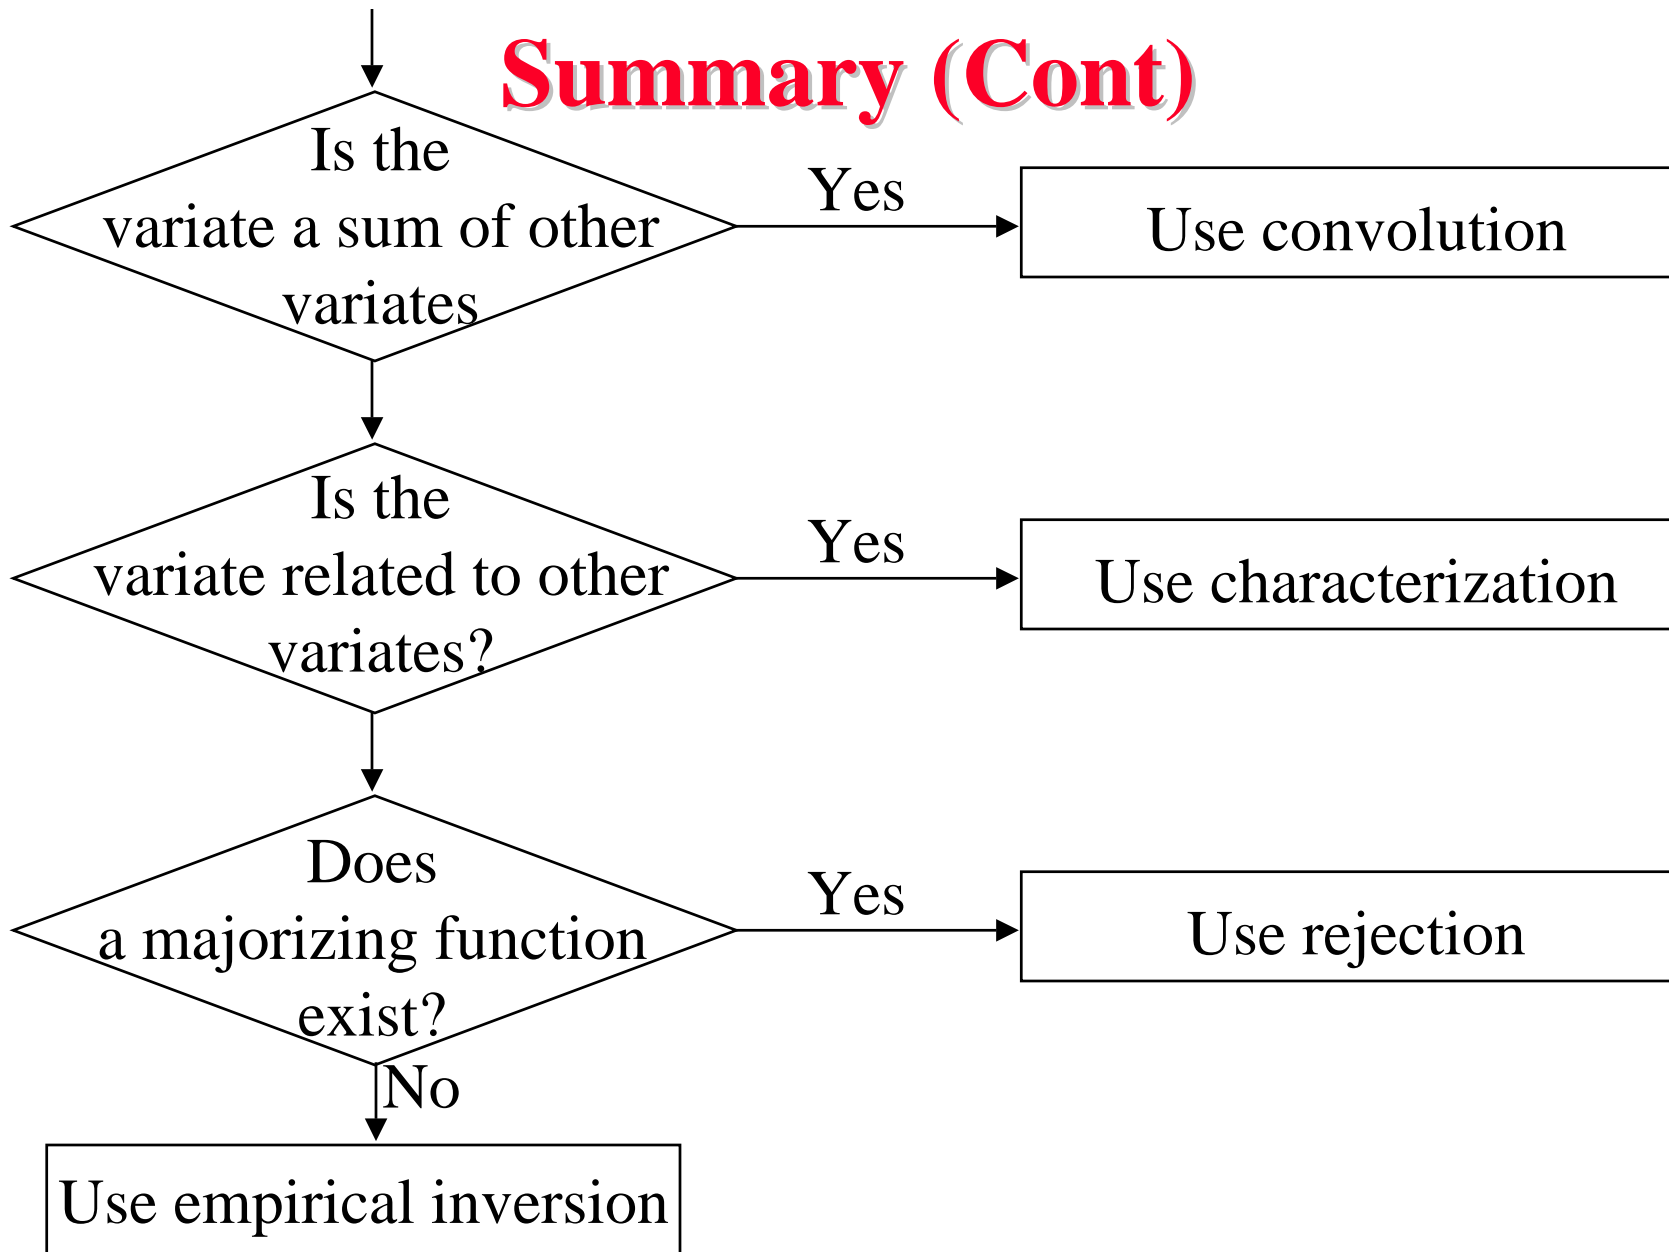 Summary (Cont)
Is the
variate a sum of other
variates
Yes
Use convolution
Is the
variate related to other
variates?
Yes
Use characterization
Does
a majorizing function
exist?
Yes
Use rejection
No
Use empirical inversion